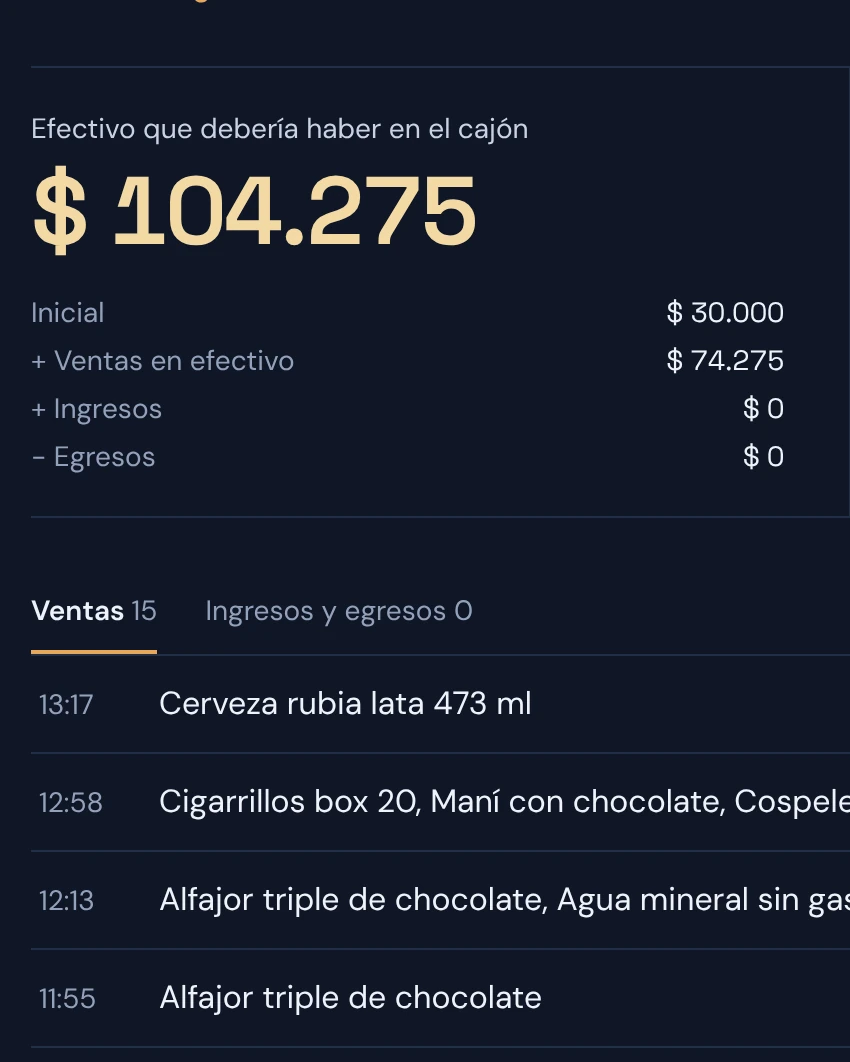 Efectivo que debería haber en el cajón
$ 104.275
Inicial $ 30.000
+ Ventas en efectivo $ 74.275
+ Ingresos $ 0
− Egresos $ 0
Ventas 15 Ingresos y egresos 0
13:17 Cerveza rubia lata 473 ml
12:58 Cigarrillos box 20, Maní con chocolate, Cospele
12:13 Alfajor triple de chocolate, Agua mineral sin gas
11:55 Alfajor triple de chocolate